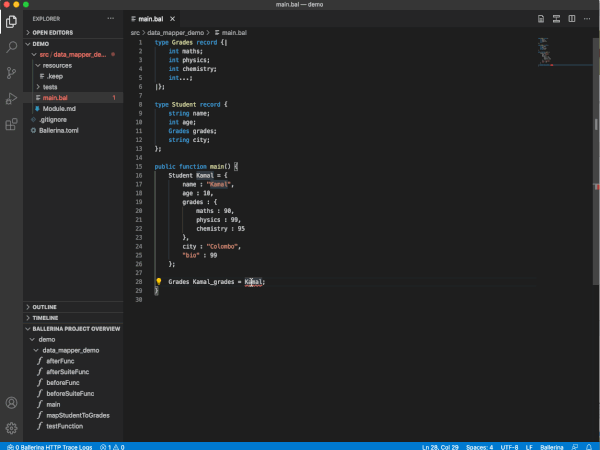 main.bal — demo
EXPLORER
OPEN EDITORS
DEMO
src / data_mapper_de...
resources
.keep
tests
main.bal 1
Module.md
.gitignore
Ballerina.toml
OUTLINE
TIMELINE
BALLERINA PROJECT OVERVIEW
demo
data_mapper_demo
afterFunc
afterSuiteFunc
beforeFunc
beforeSuiteFunc
main
mapStudentToGrades
testFunction
main.bal
src > data_mapper_demo > main.bal
1 type Grades record {|
2 int maths;
3 int physics;
4 int chemistry;
5 int...;
6 |};
7
8 type Student record {
9 string name;
10 int age;
11 Grades grades;
12 string city;
13 };
14
15 public function main() {
16 Student Kamal = {
17 name : "Kamal",
18 age : 10,
19 grades : {
20 maths : 90,
21 physics : 99,
22 chemistry : 95
23 },
24 city : "Colombo",
25 "bio" : 99
26 };
27
28 Grades Kamal_grades = Kamal;
29 }
30
0 Ballerina HTTP Trace Logs 1 0
Ln 28, Col 29 Spaces: 4 UTF-8 LF Ballerina